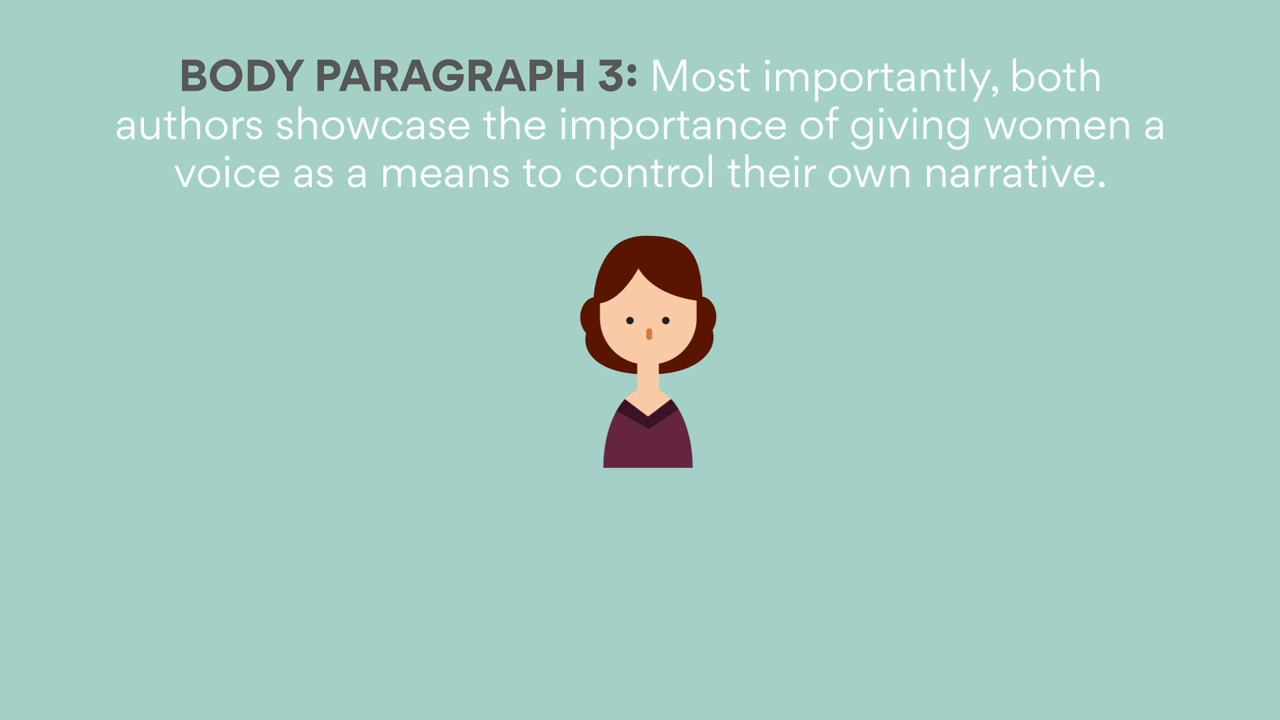 BODY PARAGRAPH 3: Most importantly, both
authors showcase the importance of giving women a
voice as a means to control their own narrative.